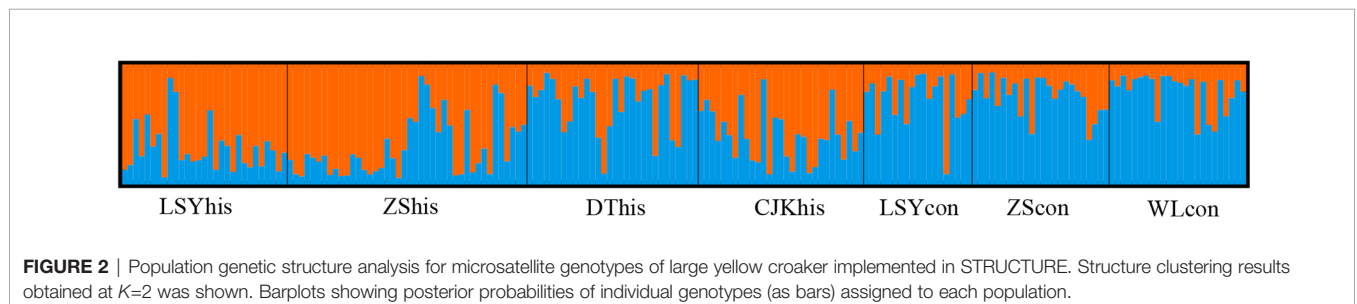 LSYhis ZShis DThis CJKhis LSYcon ZScon WLcon
FIGURE 2 | Population genetic structure analysis for microsatellite genotypes of large yellow croaker implemented in STRUCTURE. Structure clustering results
obtained at K=2 was shown. Barplots showing posterior probabilities of individual genotypes (as bars) assigned to each population.